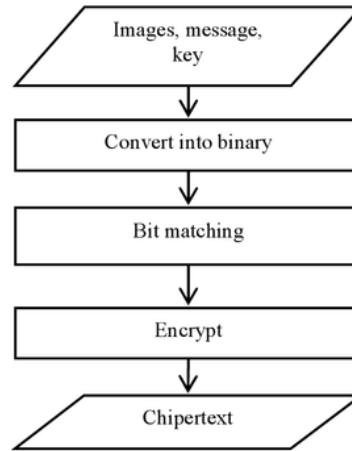 Images, message,
key
Convert into binary
Bit matching
Encrypt
Chipertext